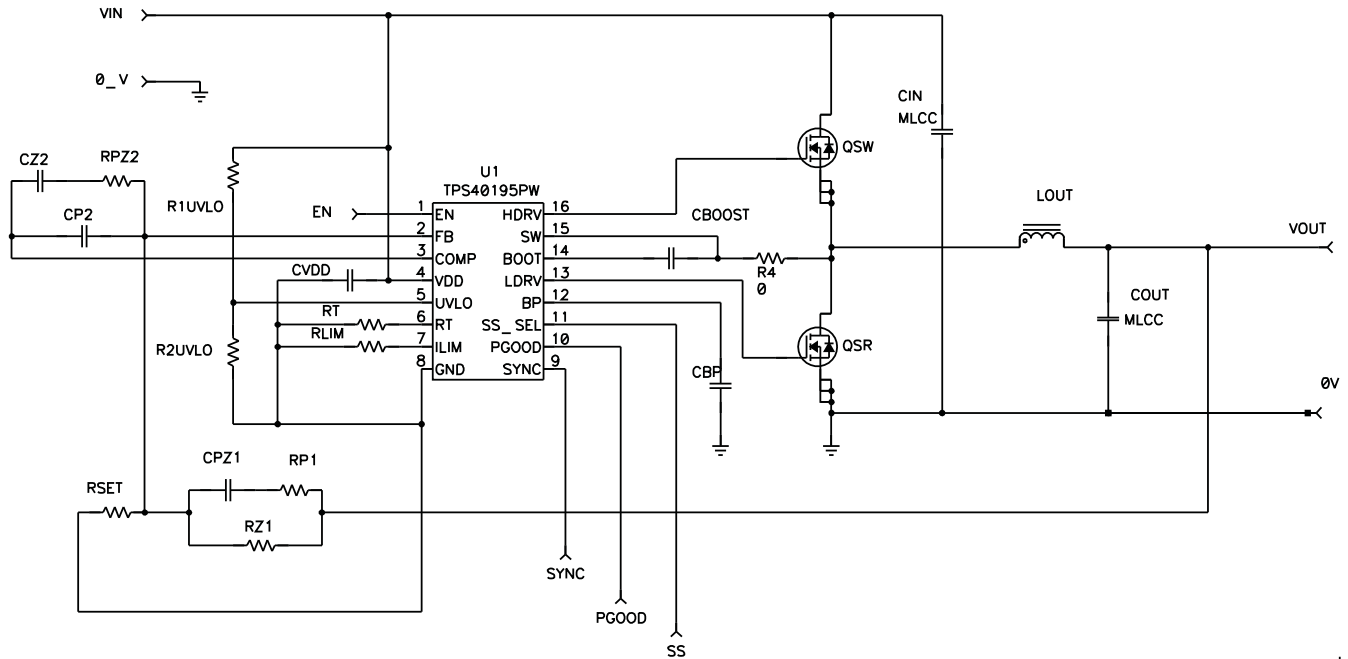 VIN
0_V
CIN
MLCC
QSW
CZ2
RPZ2
U1
TPS40195PW
R1UVLO
EN
CP2
CBOOST
LOUT
VOUT
1 EN HDRV 16
2 FB SW 15
3 COMP BOOT 14
4 VDD LDRV 13
5 UVLO BP 12
6 RT SS_SEL 11
7 ILIM PGOOD 10
8 GND SYNC 9
CVDD
R4
0
RT
RLIM
R2UVLO
COUT
MLCC
QSR
CBP
0V
CPZ1
RP1
RSET
RZ1
SYNC
PGOOD
SS